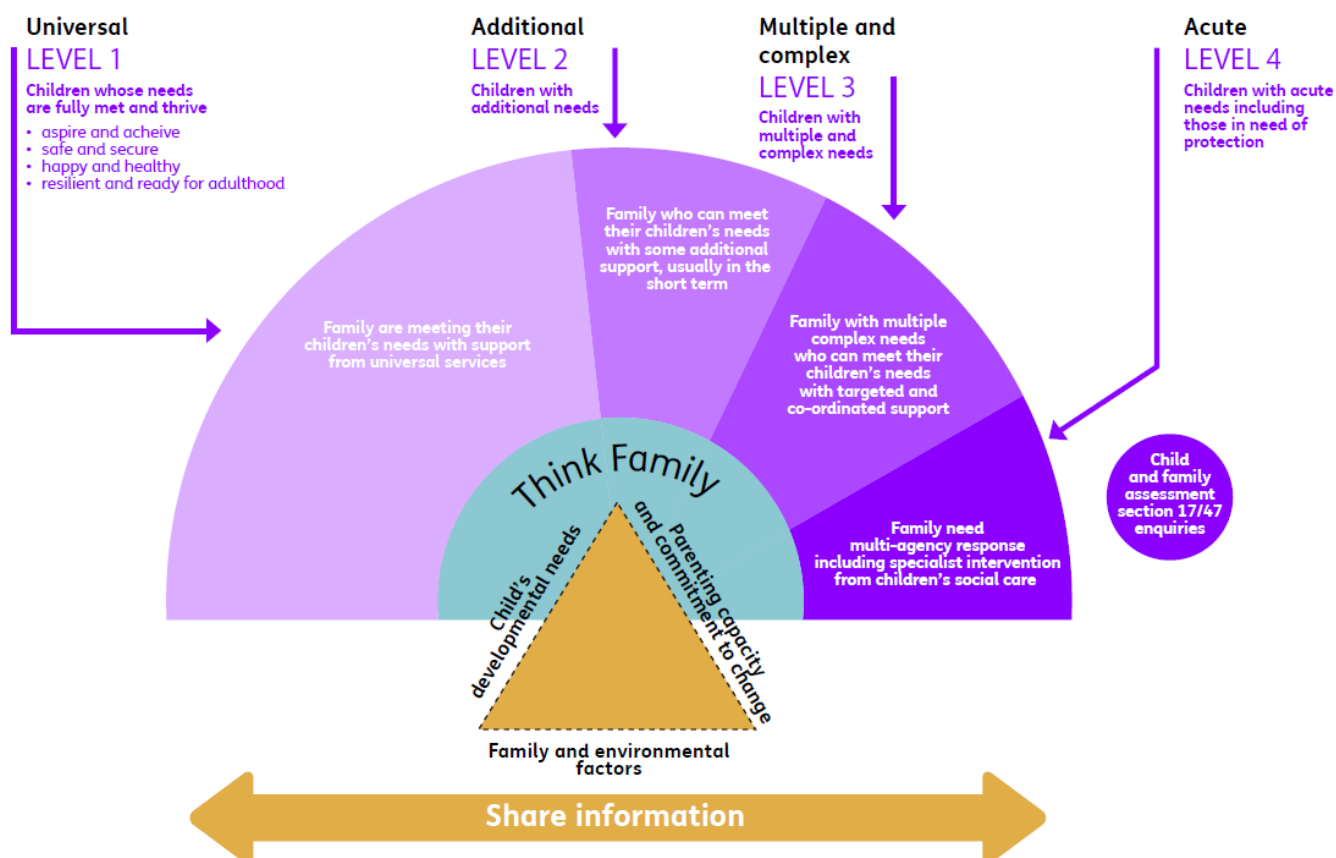 Universal
LEVEL 1
Children whose needs
are fully met and thrive
• aspire and acheive
• safe and secure
• happy and healthy
• resilient and ready for adulthood
Additional
LEVEL 2
Children with
additional needs
Multiple and
complex
LEVEL 3
Children with
multiple and
complex needs
Acute
LEVEL 4
Children with acute
needs including
those in need of
protection
Family are meeting their
children's needs with support
from universal services
Family who can meet
their children's needs
with some additional
support, usually in the
short term
Family with multiple
complex needs
who can meet their
children's needs
with targeted and
co-ordinated support
Family need
multi-agency response
including specialist intervention
from children's social care
Child
and family
assessment
section 17/47
enquiries
Think Family
Child's
developmental needs
Parenting capacity
and commitment to change
Family and environmental
factors
Share information